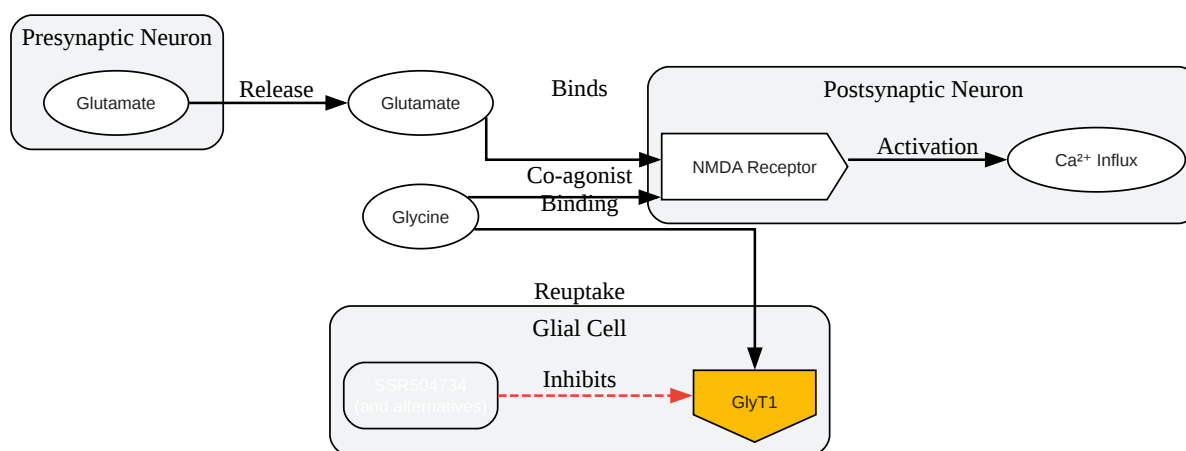 Presynaptic Neuron
Glutamate
Release
Glutamate
Binds
Postsynaptic Neuron
NMDA Receptor
Activation
Ca²⁺ Influx
Co-agonist
Binding
Glycine
Reuptake
Glial Cell
SSR504734
(and alternatives)
Inhibits
GlyT1